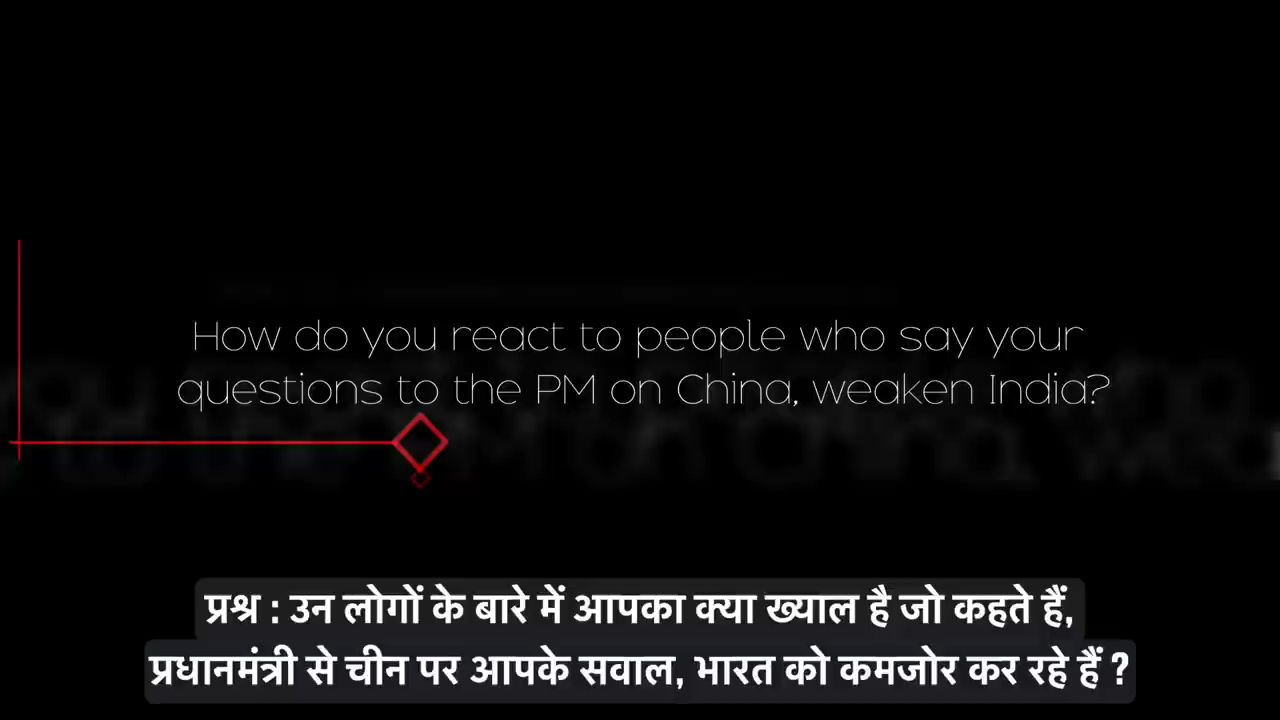 How do you react to people who say your
questions to the PM on China, weaken India?
प्रश्न : उन लोगों के बारे में आपका क्या ख्याल है जो कहते हैं,
प्रधानमंत्री से चीन पर आपके सवाल, भारत को कमजोर कर रहे हैं ?